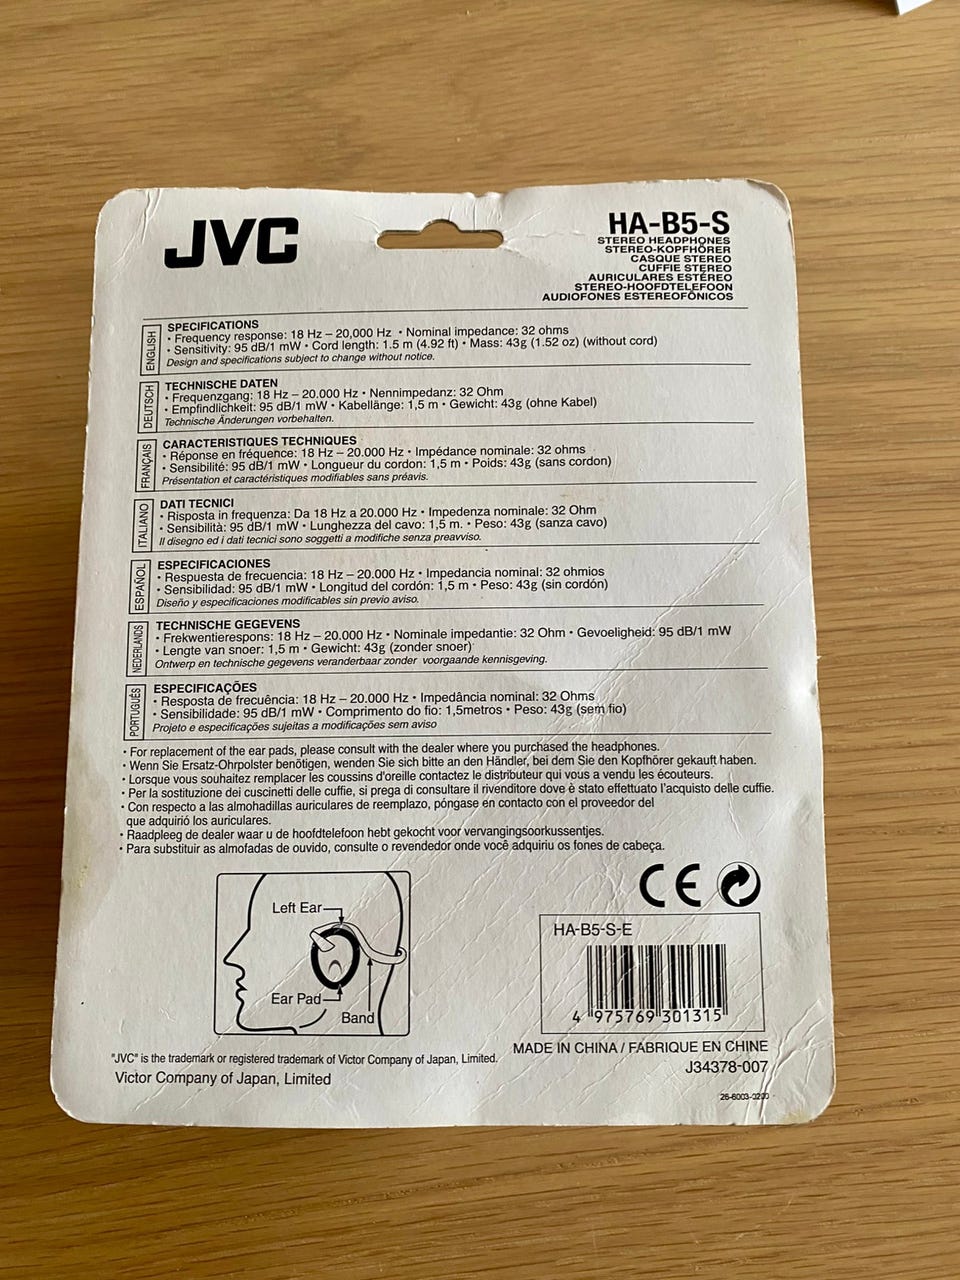 JVC
HA-B5-S
STEREO HEADPHONES
STEREO-KOPFHÖRER
CASQUE STEREO
CUFFIE STEREO
AURICULARES ESTÉREO
STEREO-HOOFDTELEFOON
AUDIOFONES ESTEREOFÔNICOS
ENGLISH
SPECIFICATIONS
• Frequency response: 18 Hz – 20,000 Hz • Nominal impedance: 32 ohms
• Sensitivity: 95 dB/1 mW • Cord length: 1.5 m (4.92 ft) • Mass: 43g (1.52 oz) (without cord)
Design and specifications subject to change without notice.
DEUTSCH
TECHNISCHE DATEN
• Frequenzgang: 18 Hz – 20.000 Hz • Nennimpedanz: 32 Ohm
• Empfindlichkeit: 95 dB/1 mW • Kabellänge: 1,5 m • Gewicht: 43g (ohne Kabel)
Technische Änderungen vorbehalten.
FRANÇAIS
CARACTERISTIQUES TECHNIQUES
• Réponse en fréquence: 18 Hz – 20.000 Hz • Impédance nominale: 32 ohms
• Sensibilité: 95 dB/1 mW • Longueur du cordon: 1,5 m • Poids: 43g (sans cordon)
Présentation et caractéristiques modifiables sans préavis.
ITALIANO
DATI TECNICI
• Risposta in frequenza: Da 18 Hz a 20.000 Hz • Impedenza nominale: 32 Ohm
• Sensibilità: 95 dB/1 mW • Lunghezza del cavo: 1,5 m. • Peso: 43g (sanza cavo)
Il disegno ed i dati tecnici sono soggetti a modifiche senza preavviso.
ESPAÑOL
ESPECIFICACIONES
• Respuesta de frecuencia: 18 Hz – 20.000 Hz • Impedancia nominal: 32 ohmios
• Sensibilidad: 95 dB/1 mW • Longitud del cordón: 1,5 m • Peso: 43g (sin cordón)
Diseño y especificaciones modificables sin previo aviso.
NEDERLANDS
TECHNISCHE GEGEVENS
• Frekwentierespons: 18 Hz – 20.000 Hz • Nominale impedantie: 32 Ohm • Gevoeligheid: 95 dB/1 mW
• Lengte van snoer: 1,5 m • Gewicht: 43g (zonder snoer)
Ontwerp en technische gegevens veranderbaar zonder voorgaande kennisgeving.
PORTUGUÊS
ESPECIFICAÇÕES
• Resposta de frecuência: 18 Hz – 20.000 Hz • Impedância nominal: 32 Ohms
• Sensibilidade: 95 dB/1 mW • Comprimento do fio: 1,5metros • Peso: 43g (sem fio)
Projeto e especificações sujeitas a modificações sem aviso
• For replacement of the ear pads, please consult with the dealer where you purchased the headphones.
• Wenn Sie Ersatz-Ohrpolster benötigen, wenden Sie sich bitte an den Händler, bei dem Sie den Kopfhörer gekauft haben.
• Lorsque vous souhaitez remplacer les coussins d'oreille contactez le distributeur qui vous a vendu les écouteurs.
• Per la sostituzione dei cuscinetti delle cuffie, si prega di consultare il rivenditore dove è stato effettuato l'acquisto delle cuffie.
• Con respecto a las almohadillas auriculares de reemplazo, póngase en contacto con el proveedor del
que adquirió los auriculares.
• Raadpleeg de dealer waar u de hoofdtelefoon hebt gekocht voor vervangingsoorkussentjes.
• Para substituir as almofadas de ouvido, consulte o revendedor onde você adquiriu os fones de cabeça.
Left Ear
Ear Pad
Band
CE
HA-B5-S-E
4 975769 301315
MADE IN CHINA / FABRIQUE EN CHINE
J34378-007
"JVC" is the trademark or registered trademark of Victor Company of Japan, Limited.
Victor Company of Japan, Limited
26-6003-0200